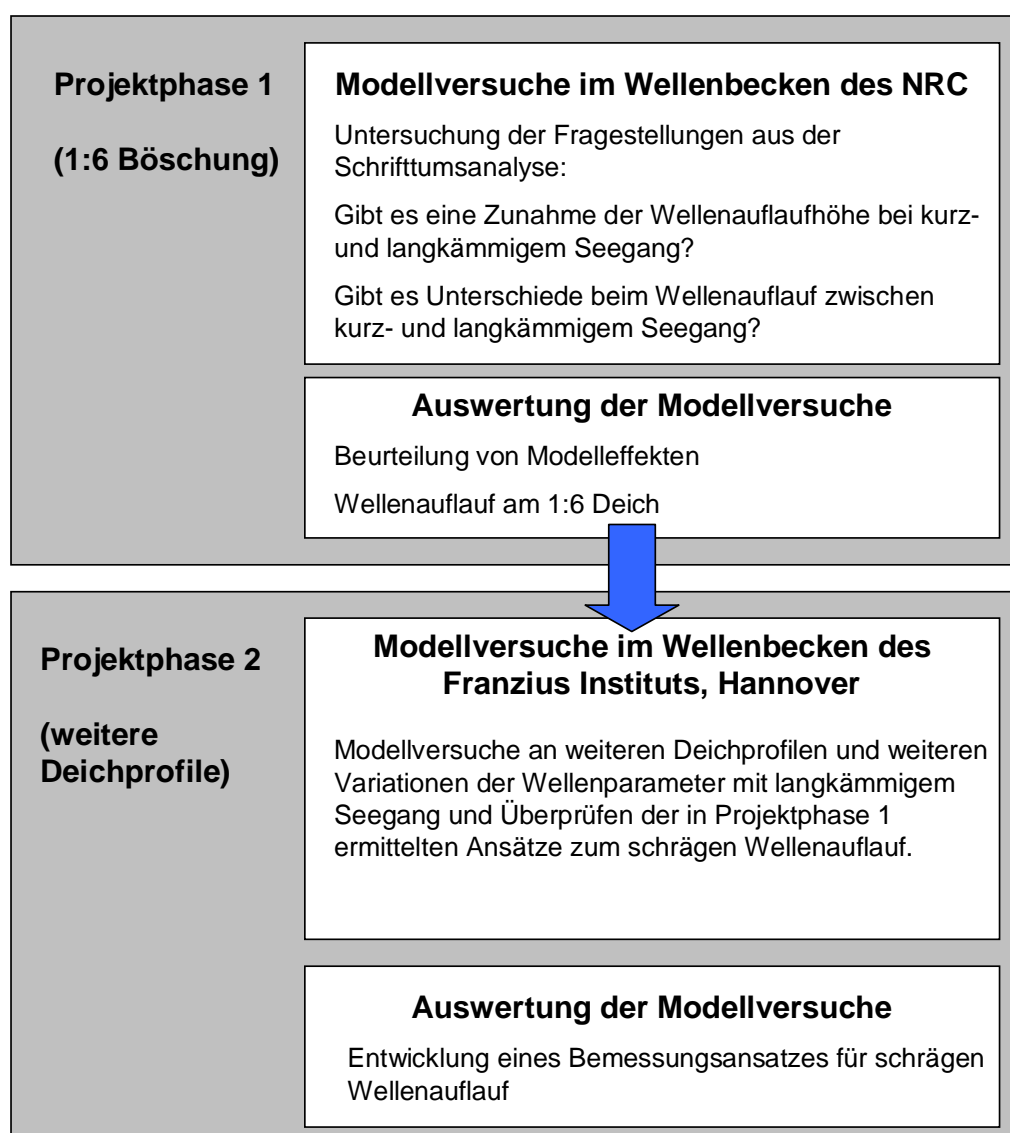 Projektphase 1
(1:6 Böschung)
Modellversuche im Wellenbecken des NRC
Untersuchung der Fragestellungen aus der
Schrifttumsanalyse:
Gibt es eine Zunahme der Wellenauflaufhöhe bei kurz-
und langkämmigem Seegang?
Gibt es Unterschiede beim Wellenauflauf zwischen
kurz- und langkämmigem Seegang?
Auswertung der Modellversuche
Beurteilung von Modelleffekten
Wellenauflauf am 1:6 Deich
Projektphase 2
(weitere
Deichprofile)
Modellversuche im Wellenbecken des
Franzius Instituts, Hannover
Modellversuche an weiteren Deichprofilen und weiteren
Variationen der Wellenparameter mit langkämmigem
Seegang und Überprüfen der in Projektphase 1
ermittelten Ansätze zum schrägen Wellenauflauf.
Auswertung der Modellversuche
Entwicklung eines Bemessungsansatzes für schrägen
Wellenauflauf